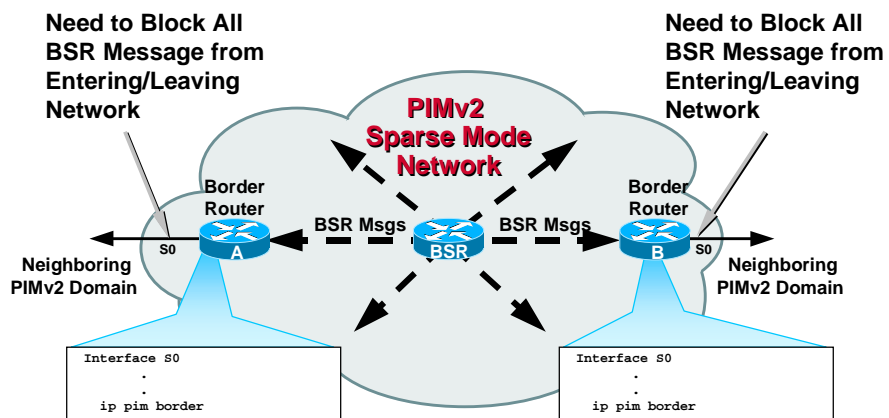 Need to Block All
BSR Message from
Entering/Leaving
Network
Need to Block All
BSR Message from
Entering/Leaving
Network
PIMv2
Sparse Mode
Network
Border
Router
Border
Router
BSR Msgs
BSR Msgs
S0
A
BSR
B
S0
Neighboring
PIMv2 Domain
Neighboring
PIMv2 Domain
Interface S0
.
.
ip pim border
Interface S0
.
.
ip pim border